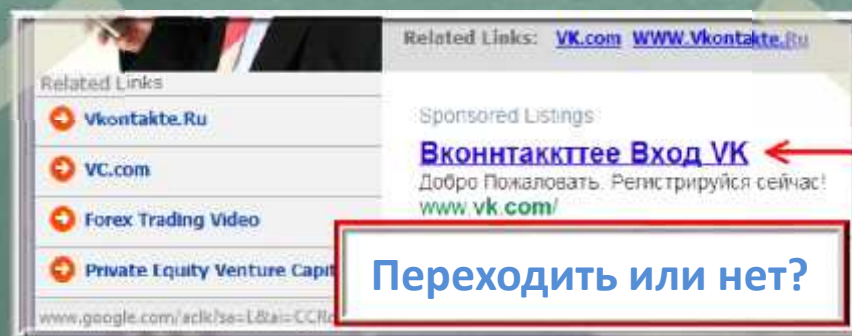 Related Links: VK.com WWW.Vkontakte.Ru
Related Links
Vkontakte.Ru
VC.com
Forex Trading Video
Private Equity Venture Capit
www.google.com/aclk?sa=L&ai=CCRo
Sponsored Listings
Вконнтаккттее Вход VK
Добро Пожаловать. Регистрируйся сейчас!
www.vk.com/
Переходить или нет?